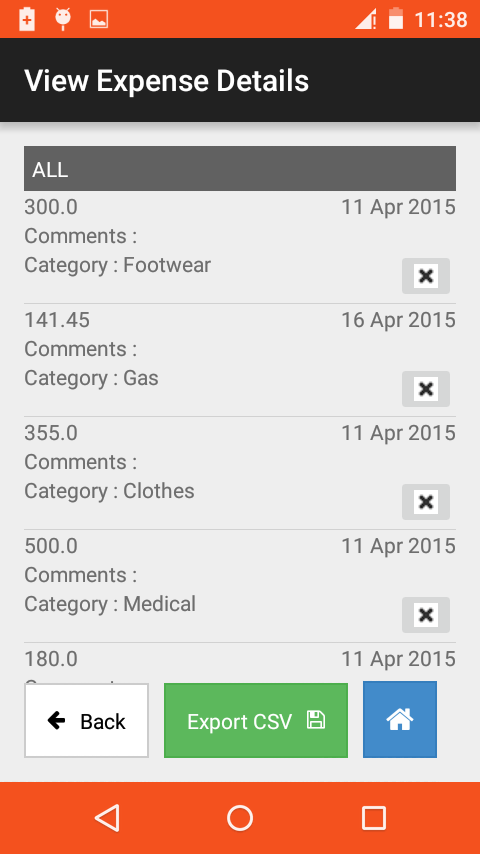 11:38
View Expense Details
ALL
300.0 11 Apr 2015
Comments :
Category : Footwear
141.45 16 Apr 2015
Comments :
Category : Gas
355.0 11 Apr 2015
Comments :
Category : Clothes
500.0 11 Apr 2015
Comments :
Category : Medical
180.0 11 Apr 2015
Back Export CSV